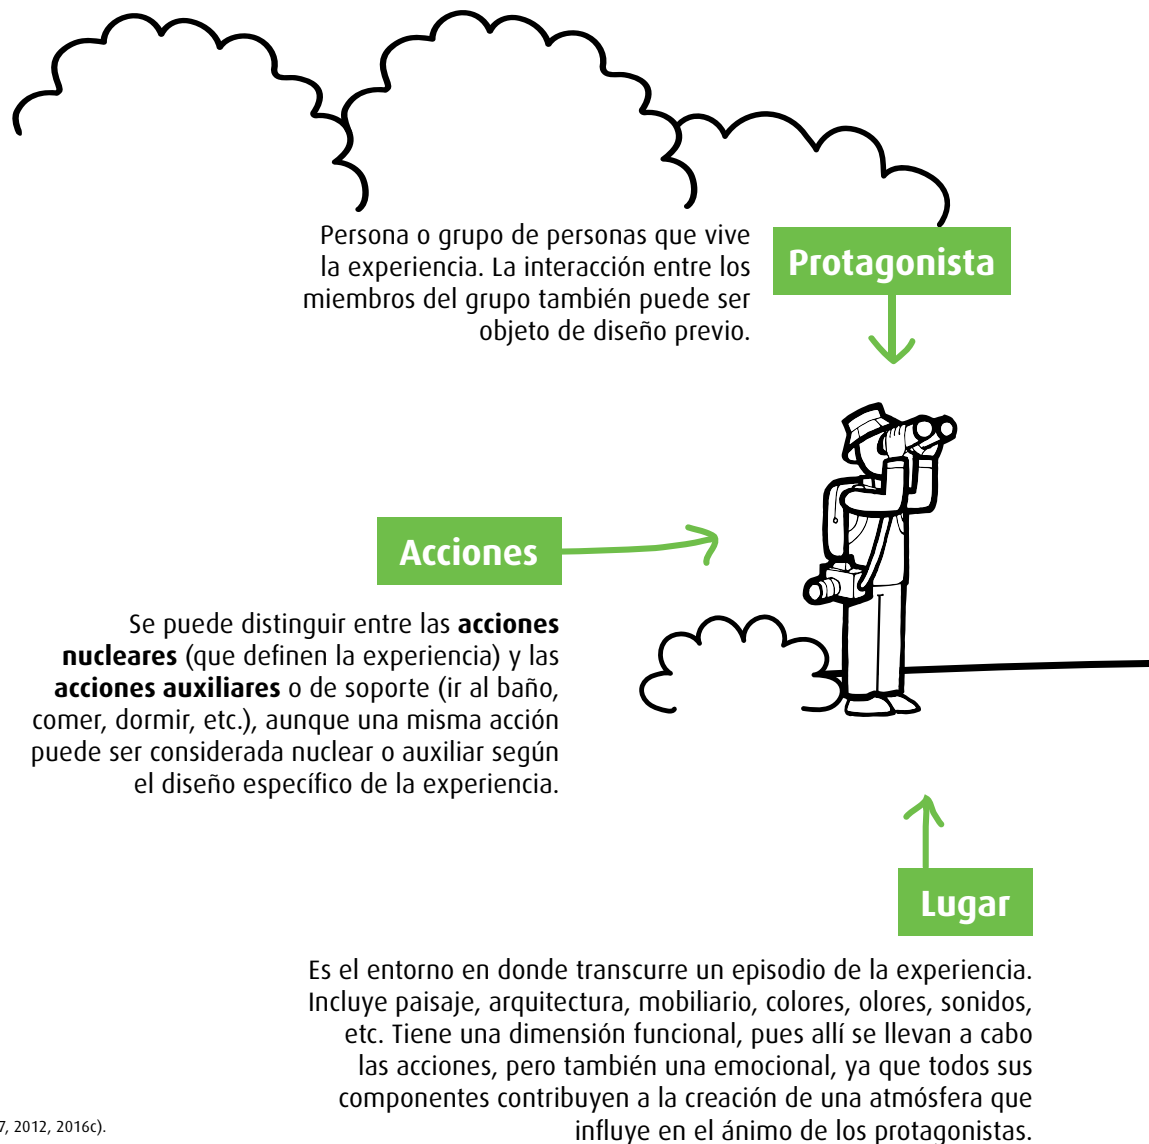 Persona o grupo de personas que vive
la experiencia. La interacción entre los
miembros del grupo también puede ser
objeto de diseño previo.
Protagonista
Acciones
Se puede distinguir entre las acciones
nucleares (que definen la experiencia) y las
acciones auxiliares o de soporte (ir al baño,
comer, dormir, etc.), aunque una misma acción
puede ser considerada nuclear o auxiliar según
el diseño específico de la experiencia.
Lugar
Es el entorno en donde transcurre un episodio de la experiencia.
Incluye paisaje, arquitectura, mobiliario, colores, olores, sonidos,
etc. Tiene una dimensión funcional, pues allí se llevan a cabo
las acciones, pero también una emocional, ya que todos sus
componentes contribuyen a la creación de una atmósfera que
influye en el ánimo de los protagonistas.
7, 2012, 2016c).